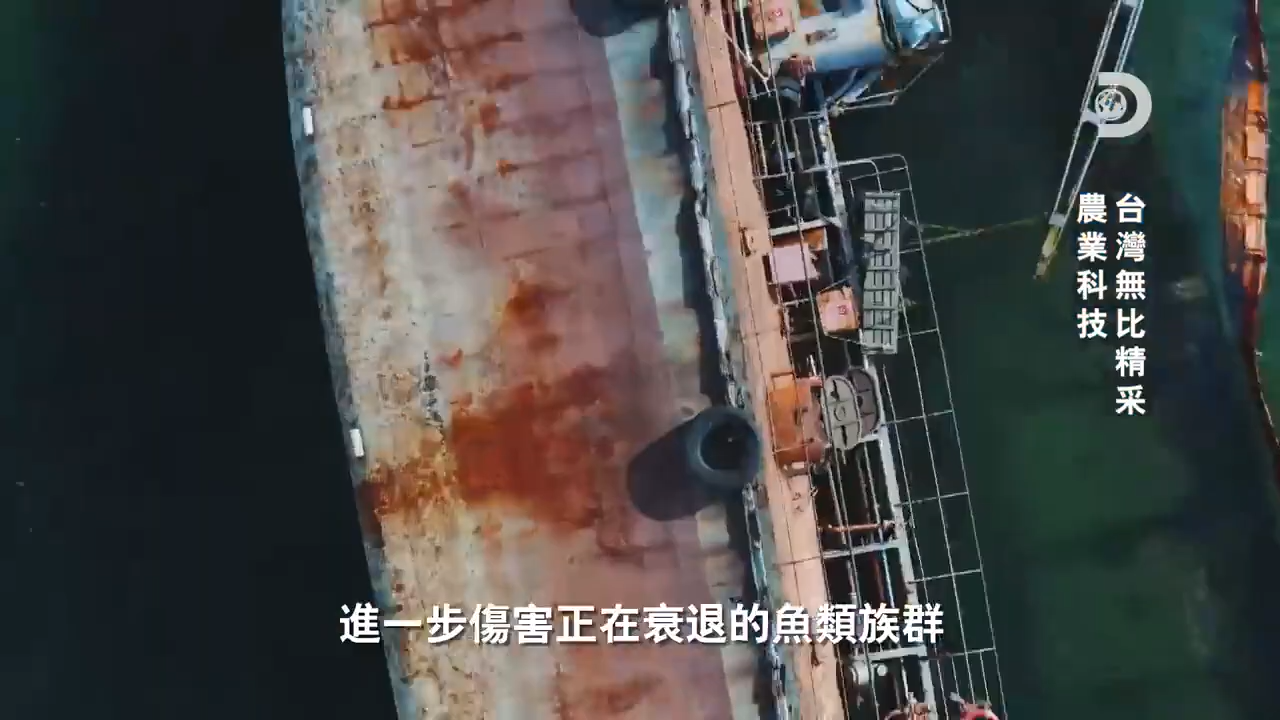 台灣無比精采
農業科技
進一步傷害正在衰退的魚類族群